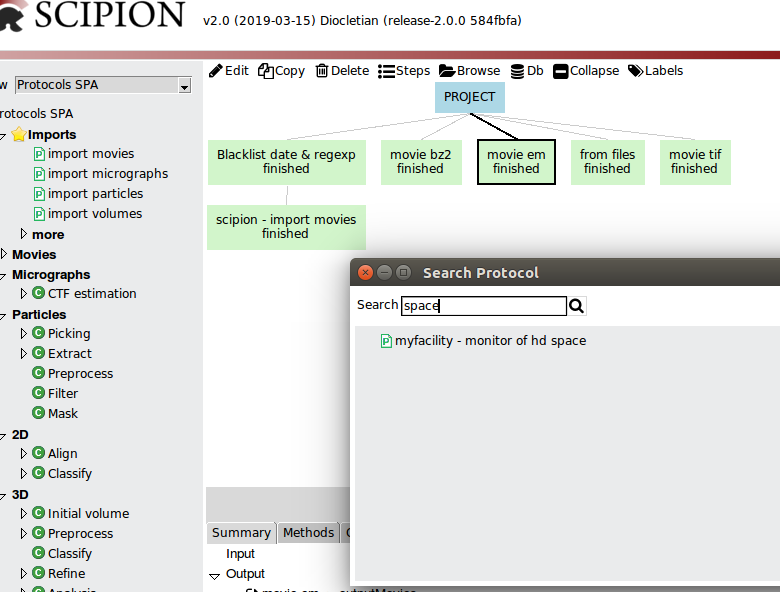 SCIPION v2.0 (2019-03-15) Diocletian (release-2.0.0 584fbfa)
Protocols SPA
Edit Copy Delete Steps Browse Db Collapse Labels
PROJECT
Blacklist date & regexp
finished
movie bz2
finished
movie em
finished
from files
finished
movie tif
finished
scipion - import movies
finished
rotocols SPA
Imports
import movies
import micrographs
import particles
import volumes
more
Movies
Micrographs
CTF estimation
Particles
Picking
Extract
Preprocess
Filter
Mask
2D
Align
Classify
3D
Initial volume
Preprocess
Classify
Refine
Search Protocol
Search space
myfacility - monitor of hd space
Summary Methods
Input
Output